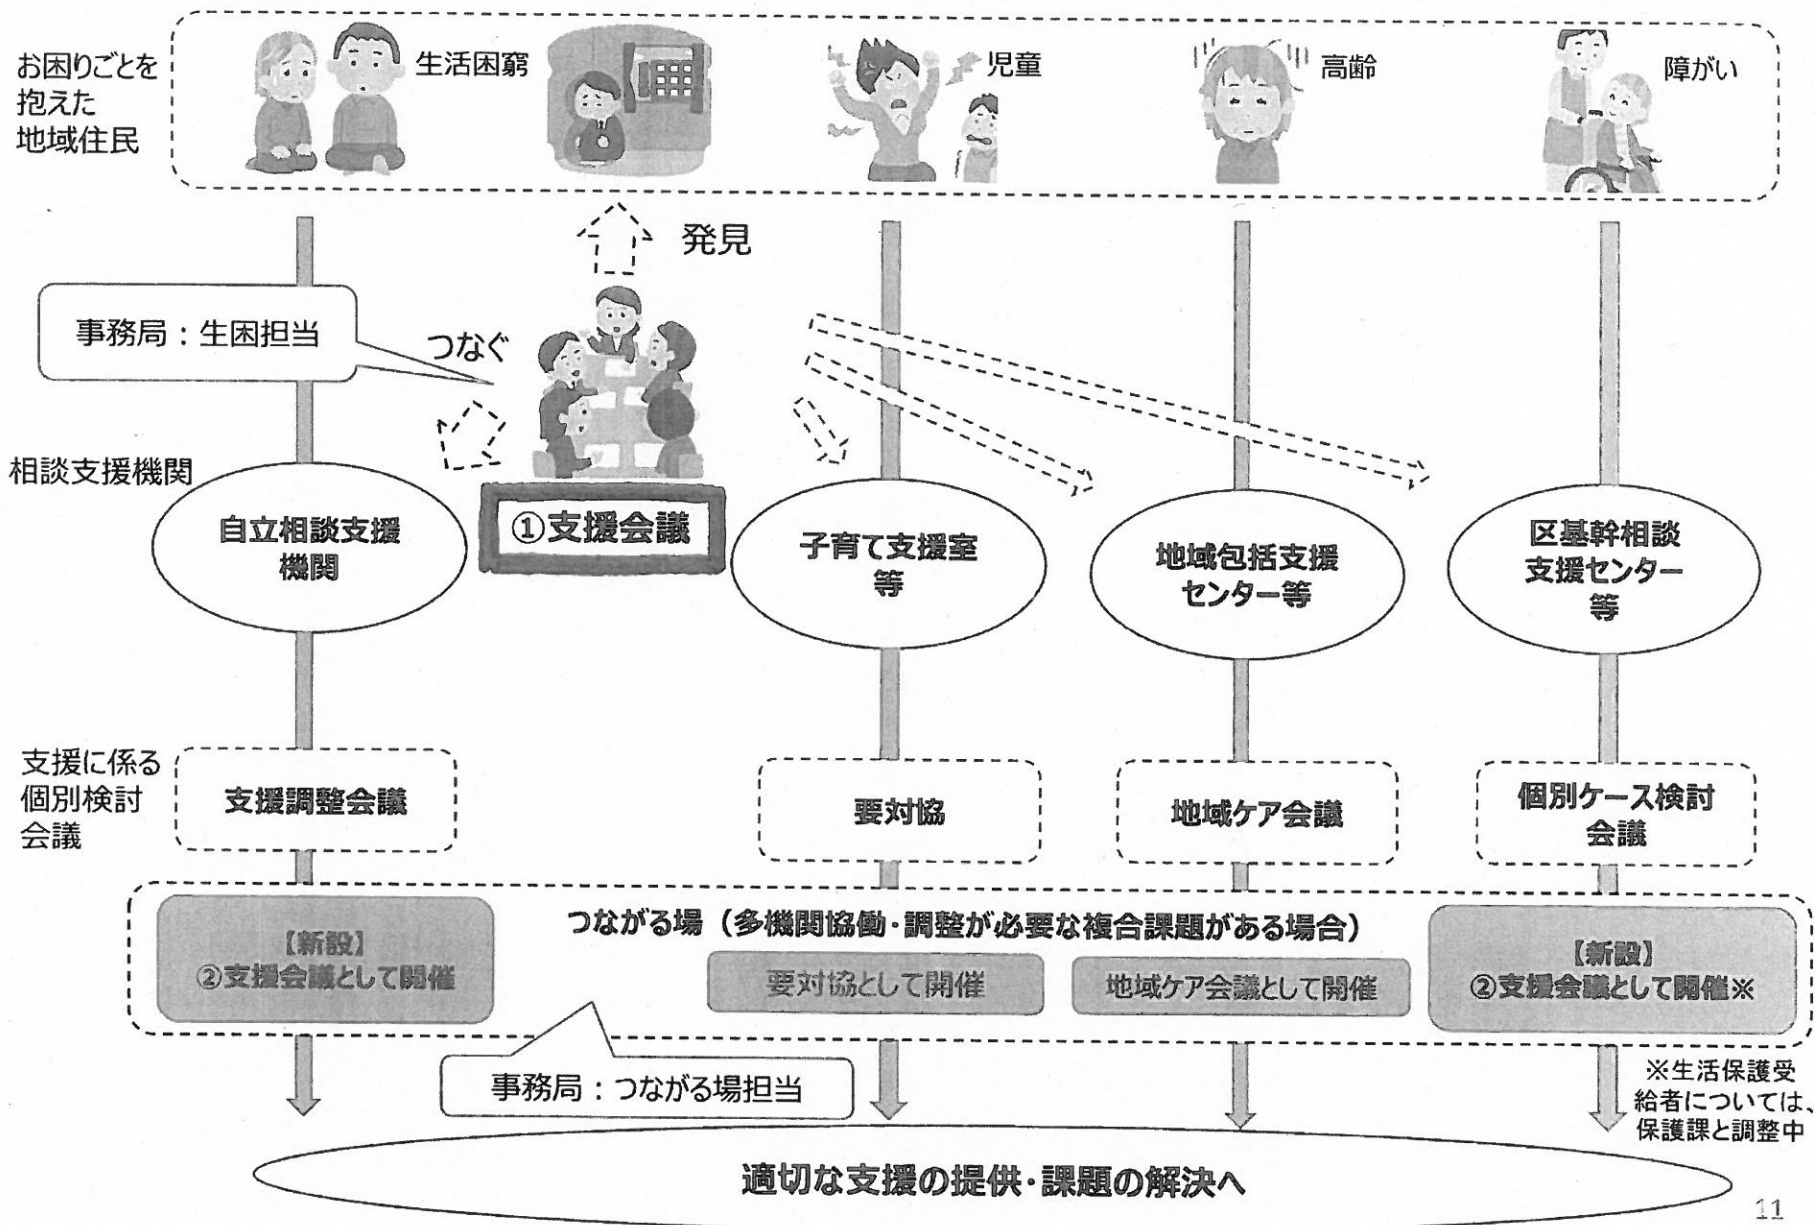 お困りごとを
抱えた
地域住民
生活困窮
児童
高齢
障がい
発見
事務局：生困担当
つなぐ
相談支援機関
自立相談支援
機関
①支援会議
子育て支援室
等
地域包括支援
センター等
区基幹相談
支援センター
等
支援に係る
個別検討
会議
支援調整会議
要対協
地域ケア会議
個別ケース検討
会議
つながる場（多機関協働・調整が必要な複合課題がある場合）
【新設】
②支援会議として開催
要対協として開催
地域ケア会議として開催
【新設】
②支援会議として開催※
事務局：つながる場担当
※生活保護受
給者については、
保護課と調整中
適切な支援の提供・課題の解決へ
11